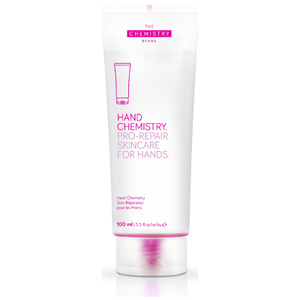 THE
CHEMISTRY
BRAND
HAND
CHEMISTRY.
PRO-REPAIR
SKINCARE
FOR HANDS.
Hand Chemistry
Soin Réparateur
pour les Mains.
100 ml